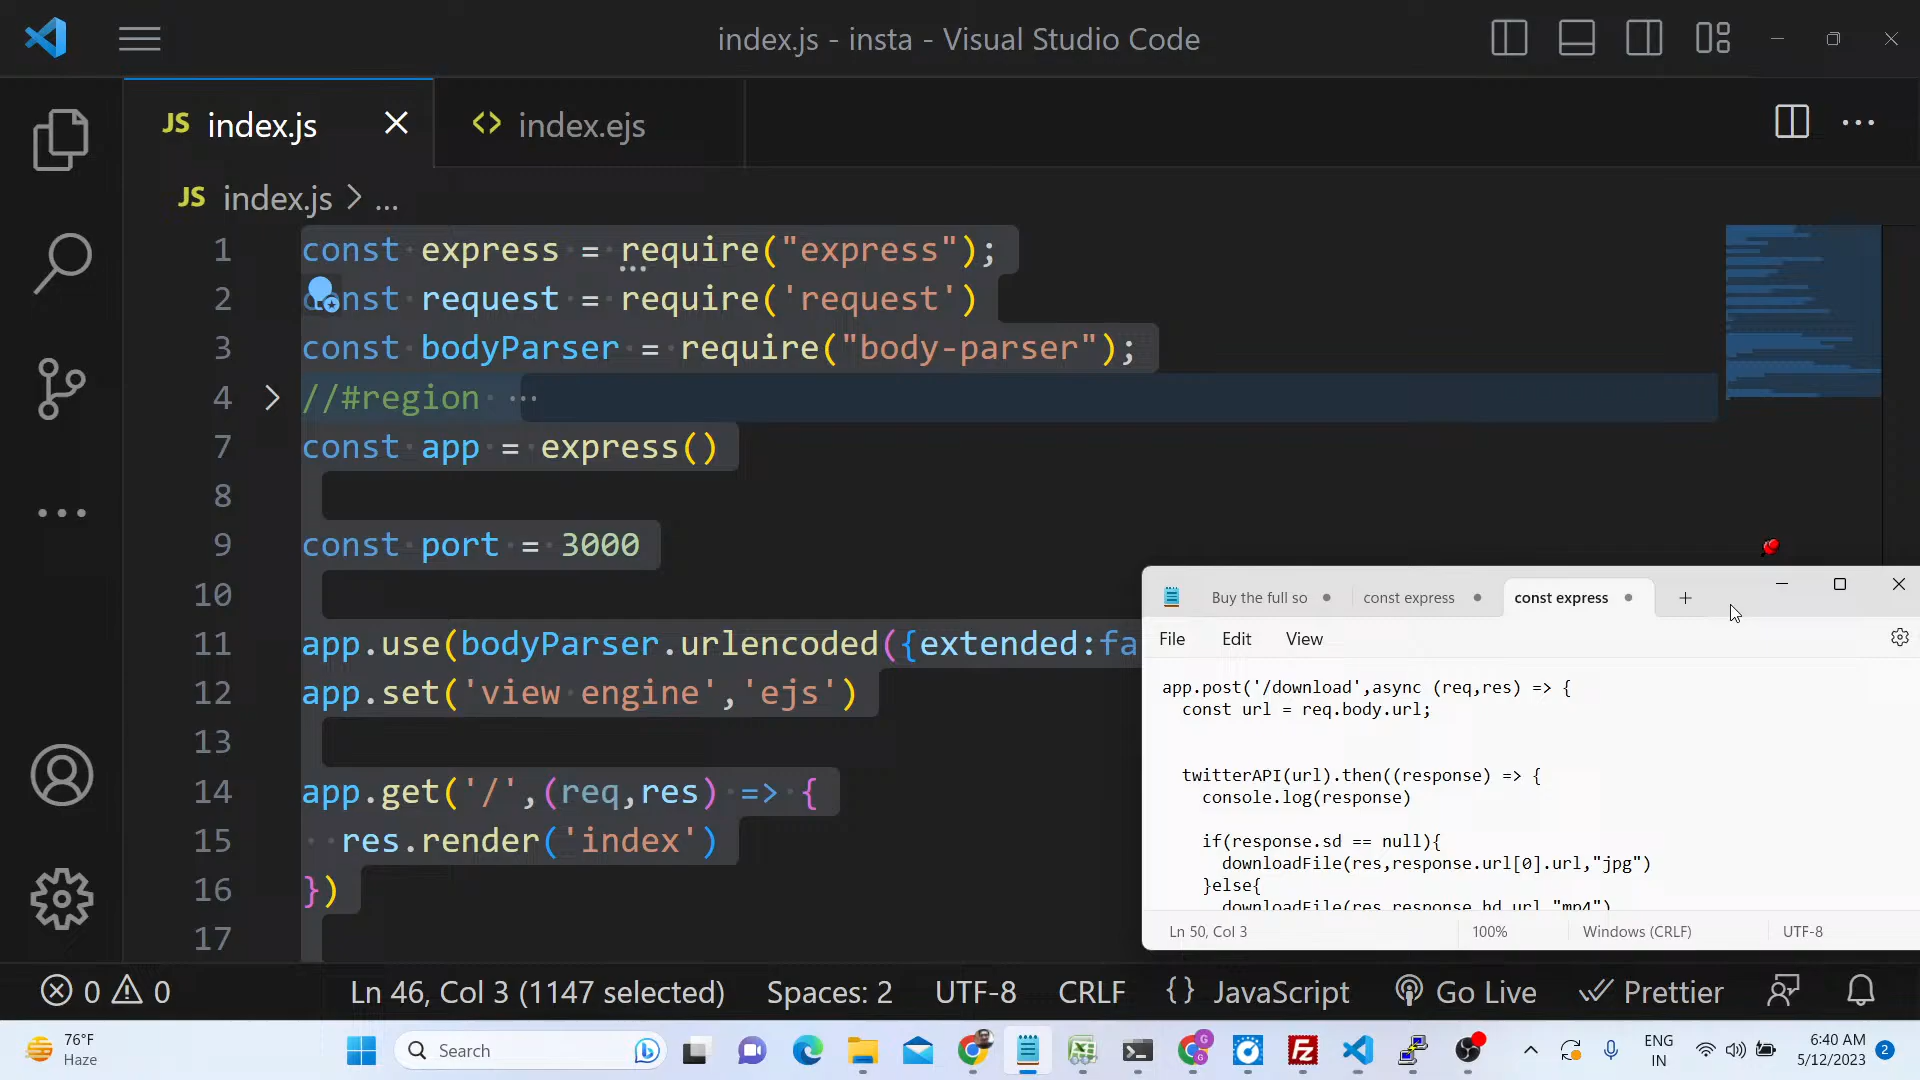 index.js - insta - Visual Studio Code
JS index.js
<> index.ejs
JS index.js > ...
1 const express = require("express");
2 const request = require('request')
3 const bodyParser = require("body-parser");
4 //#region ...
7 const app = express()
8
9 const port = 3000
10
11 app.use(bodyParser.urlencoded({extended:fa
12 app.set('view engine','ejs')
13
14 app.get('/',(req,res) => {
15 res.render('index')
16 })
17
Buy the full so
const express
const express
File Edit View
app.post('/download',async (req,res) => {
const url = req.body.url;
twitterAPI(url).then((response) => {
console.log(response)
if(response.sd == null){
downloadFile(res,response.url[0].url,"jpg")
}else{
downloadFile(res,response.hd,url,"mp4")
Ln 50, Col 3 100% Windows (CRLF) UTF-8
0 0 Ln 46, Col 3 (1147 selected) Spaces: 2 UTF-8 CRLF {} JavaScript Go Live Prettier
76°F
Haze
Search
ENG
IN
6:40 AM
5/12/2023
2